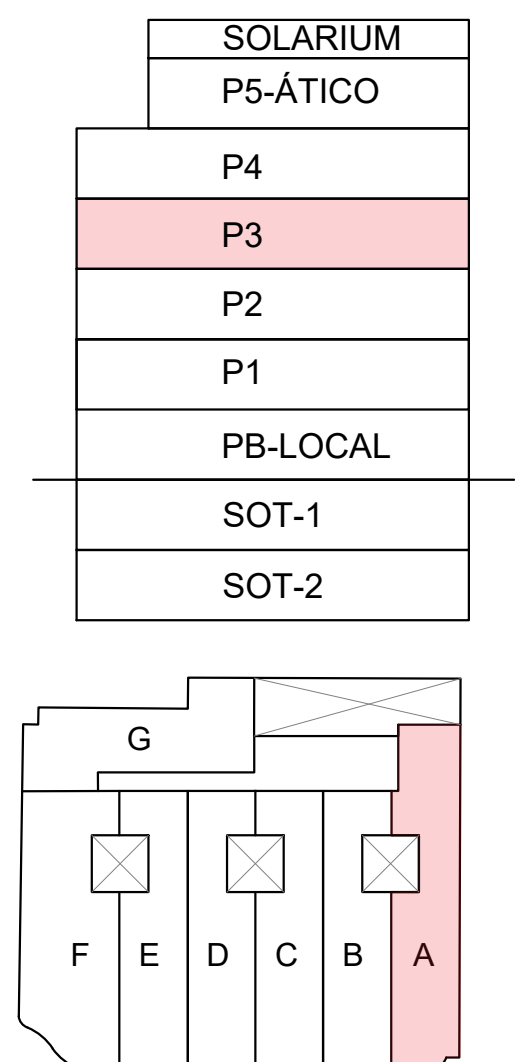 SOLARIUM
P5-ÁTICO
P4
P3
P2
P1
PB-LOCAL
SOT-1
SOT-2
G
F E D C B A